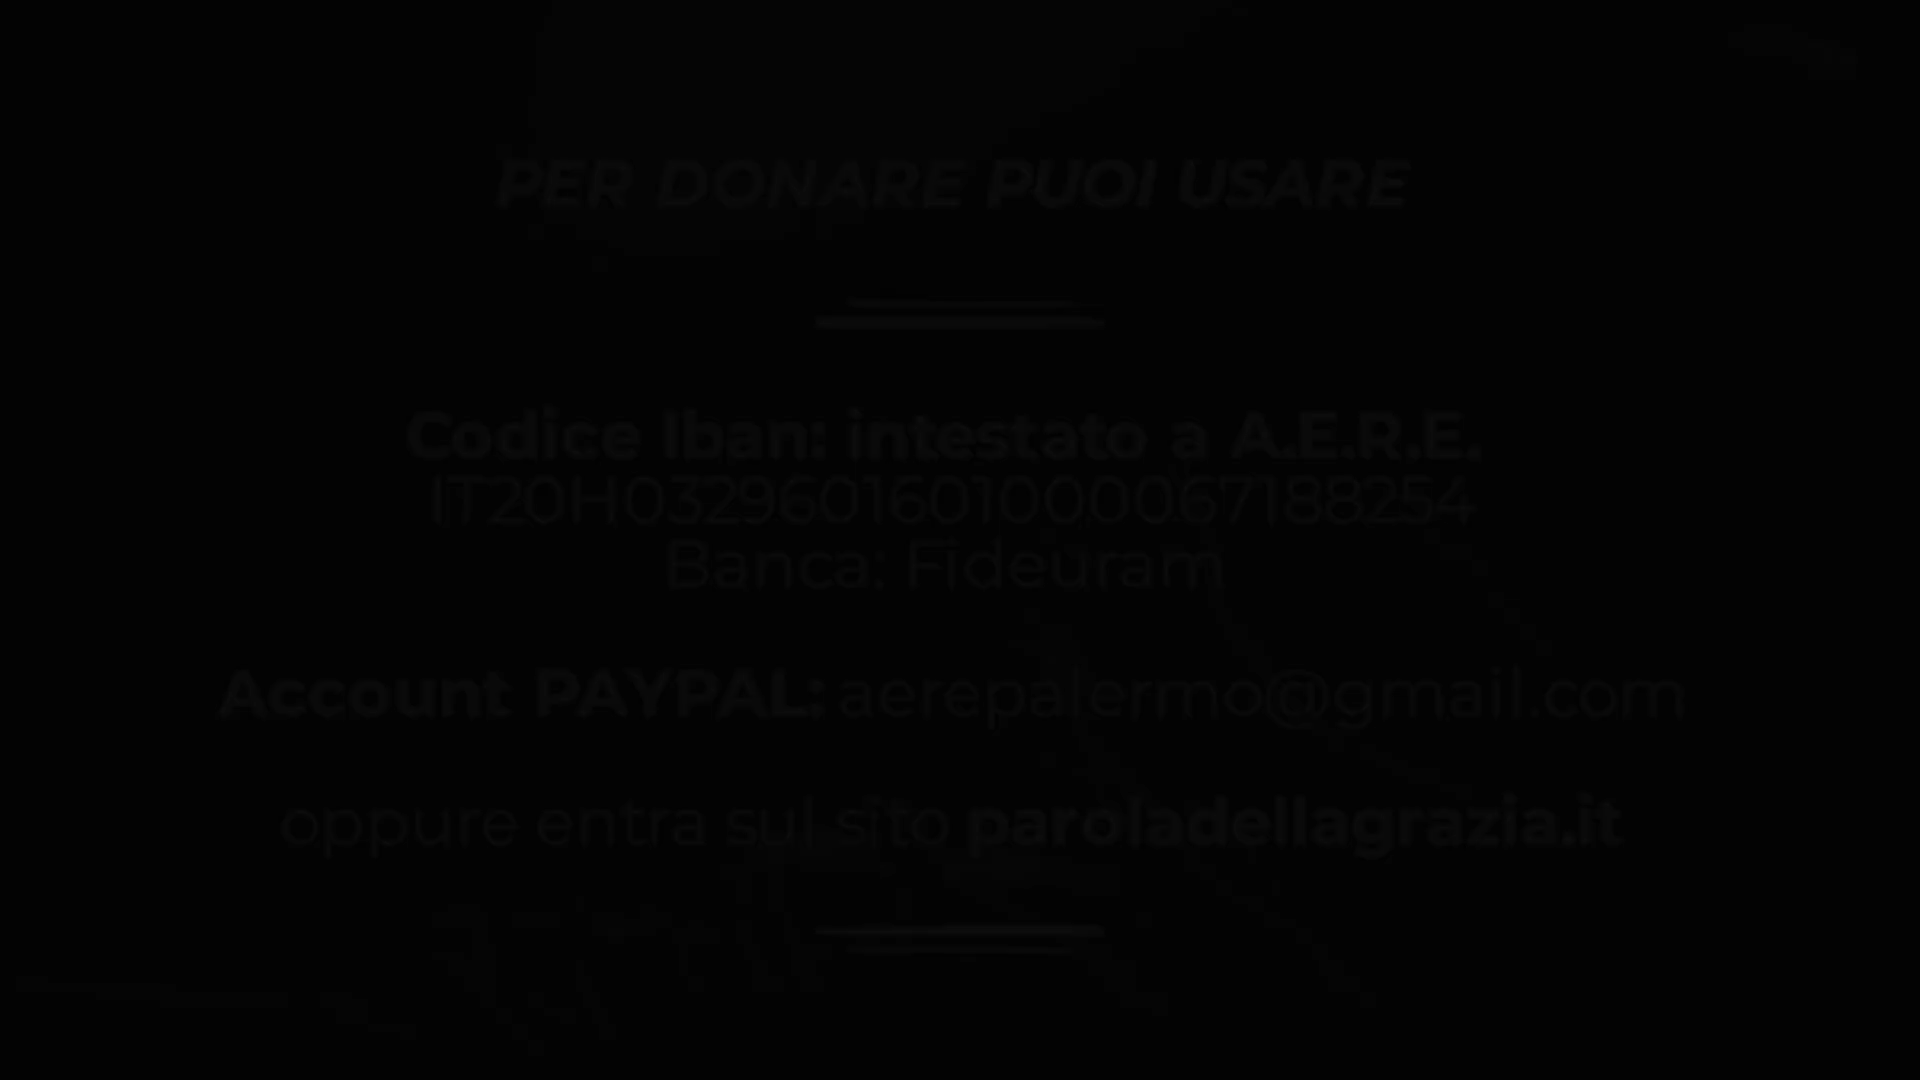 PER DONARE PUOI USARE
Codice Iban: intestato a A.E.R.E.
IT20H0329601601000067188254
Banca: Fideuram
Account PAYPAL: aerepalermo@gmail.com
oppure entra sul sito paroladellagrazia.it